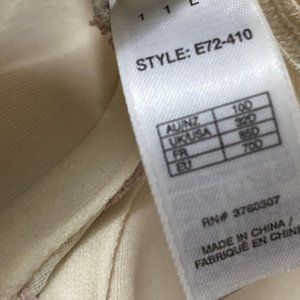 STYLE: E72-410
AU/NZ 10D
UK/USA 32D
FR 85D
EU 70D
RN# 3760307
MADE IN CHINA /
FABRIQUÉ EN CHINE